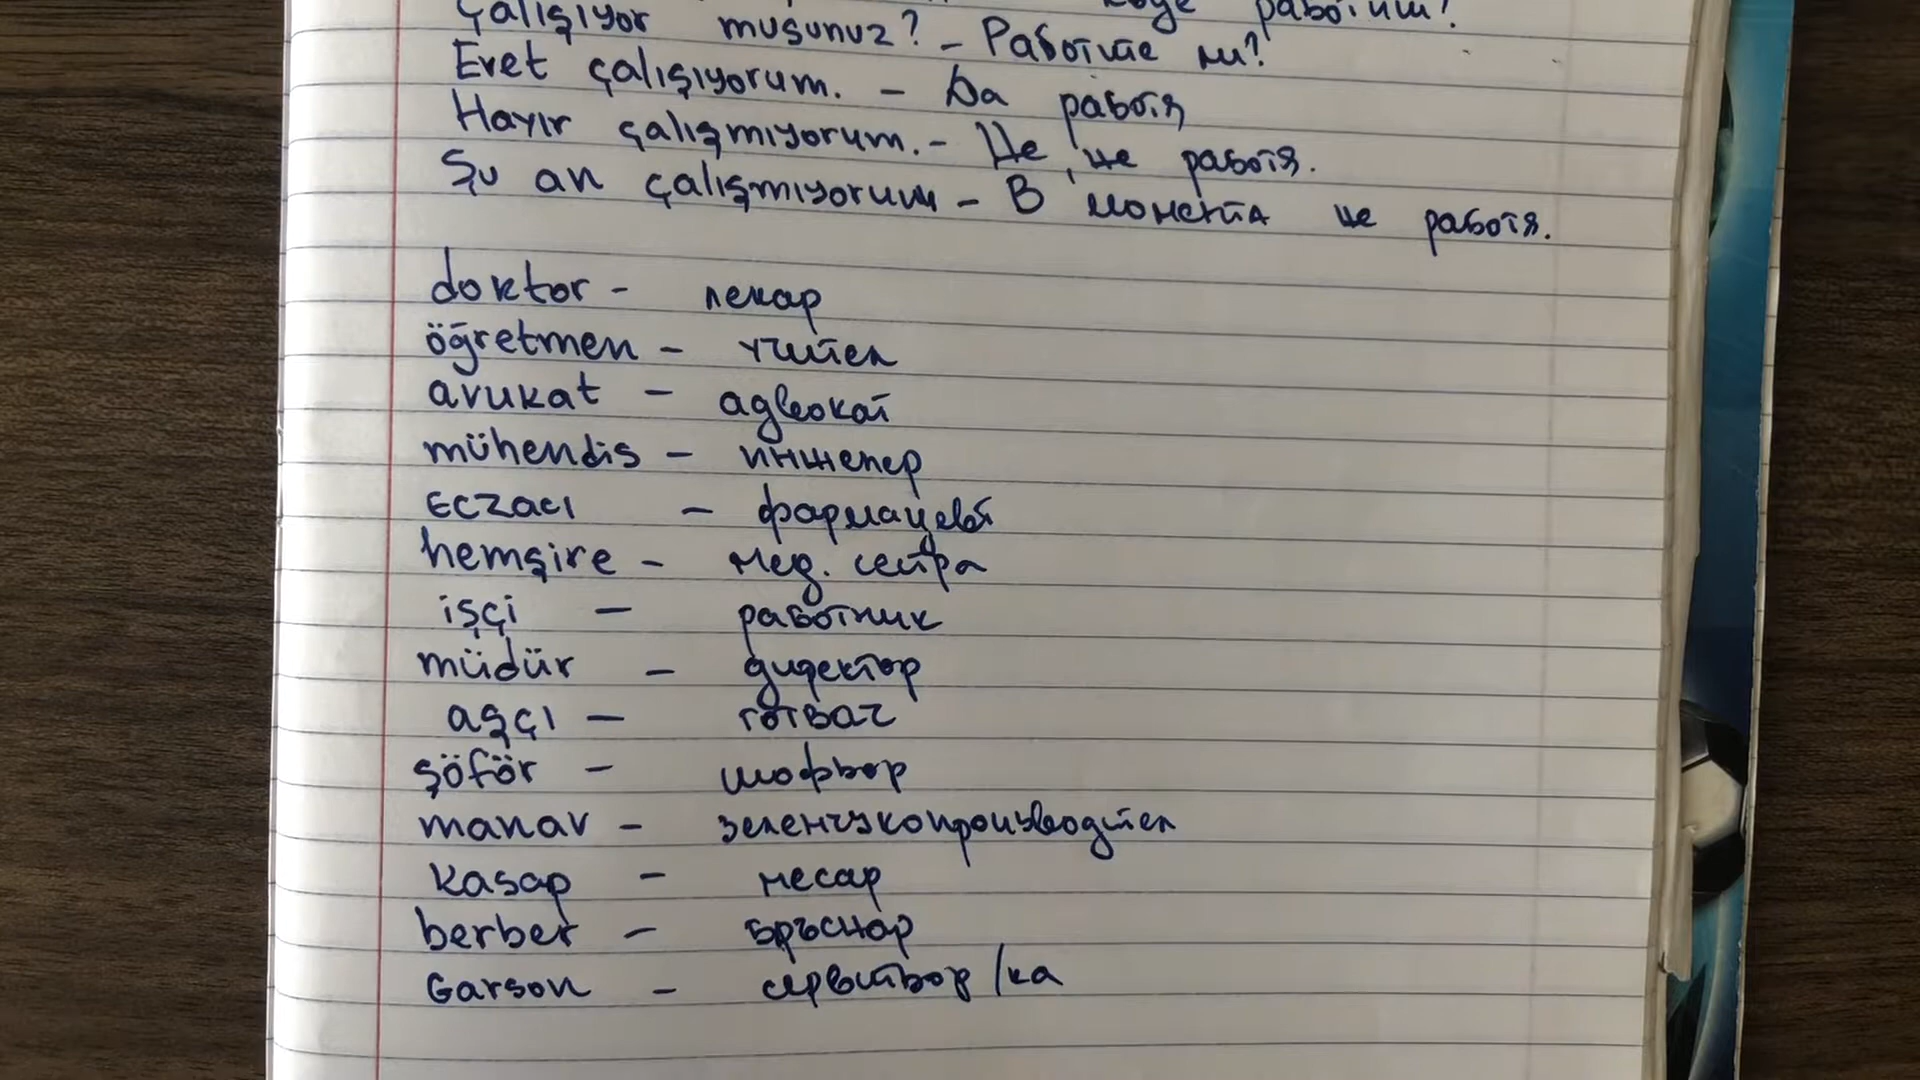 Çalışıyor musunuz? – Работите ли? къде работиш?
Evet çalışıyorum. – Да работя
Hayır çalışmıyorum. – Не, не работя.
Şu an çalışmıyorum – В момента не работя.
doktor – лекар
öğretmen – учител
avukat – адвокат
mühendis – инженер
Eczacı – фармацевт
hemşire – мед. сестра
işçi – работник
müdür – директор
aşçı – готвач
şöför – шофьор
manav – зеленчукопроизводител
kasap – месар
berber – бръснар
Garson – сервитьор/ка